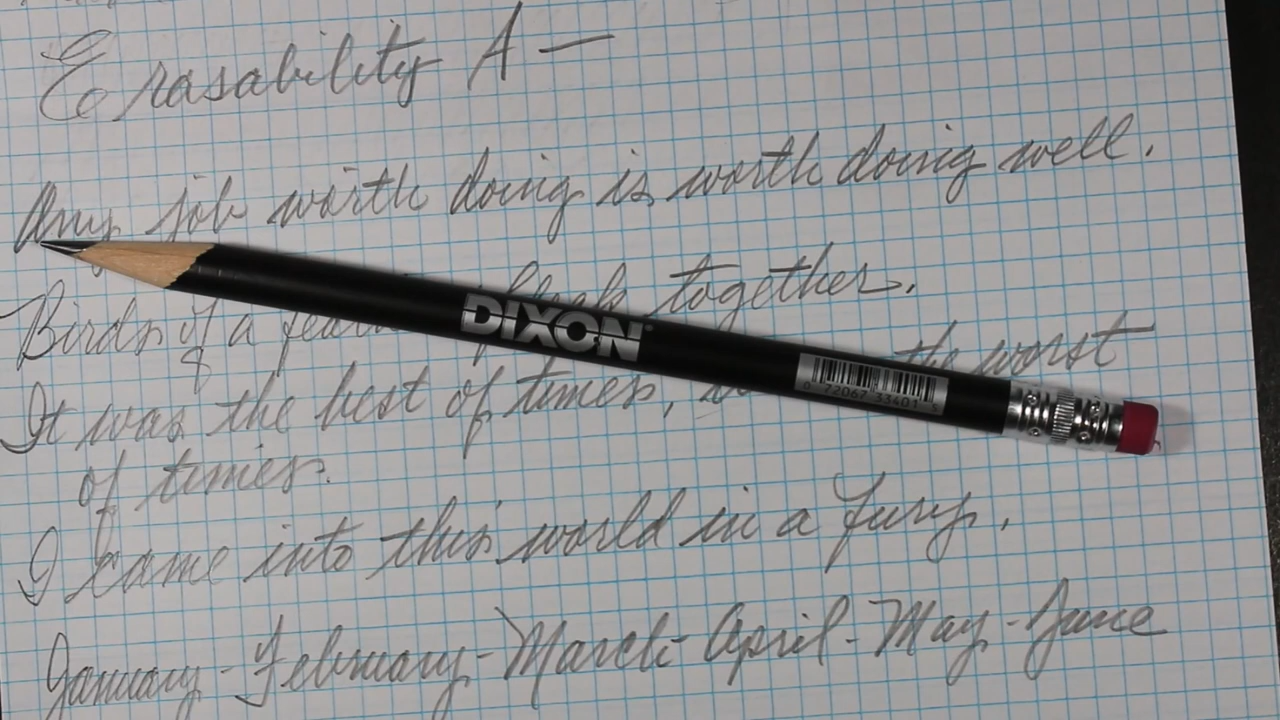 Erasability A —
Any job worth doing is worth doing well.
Birds of a flock together.
It was the best of times, the worst
of times.
I came into this world in a fury.
January - February - March - April - May - June
DIXON
0 72067 33401 5